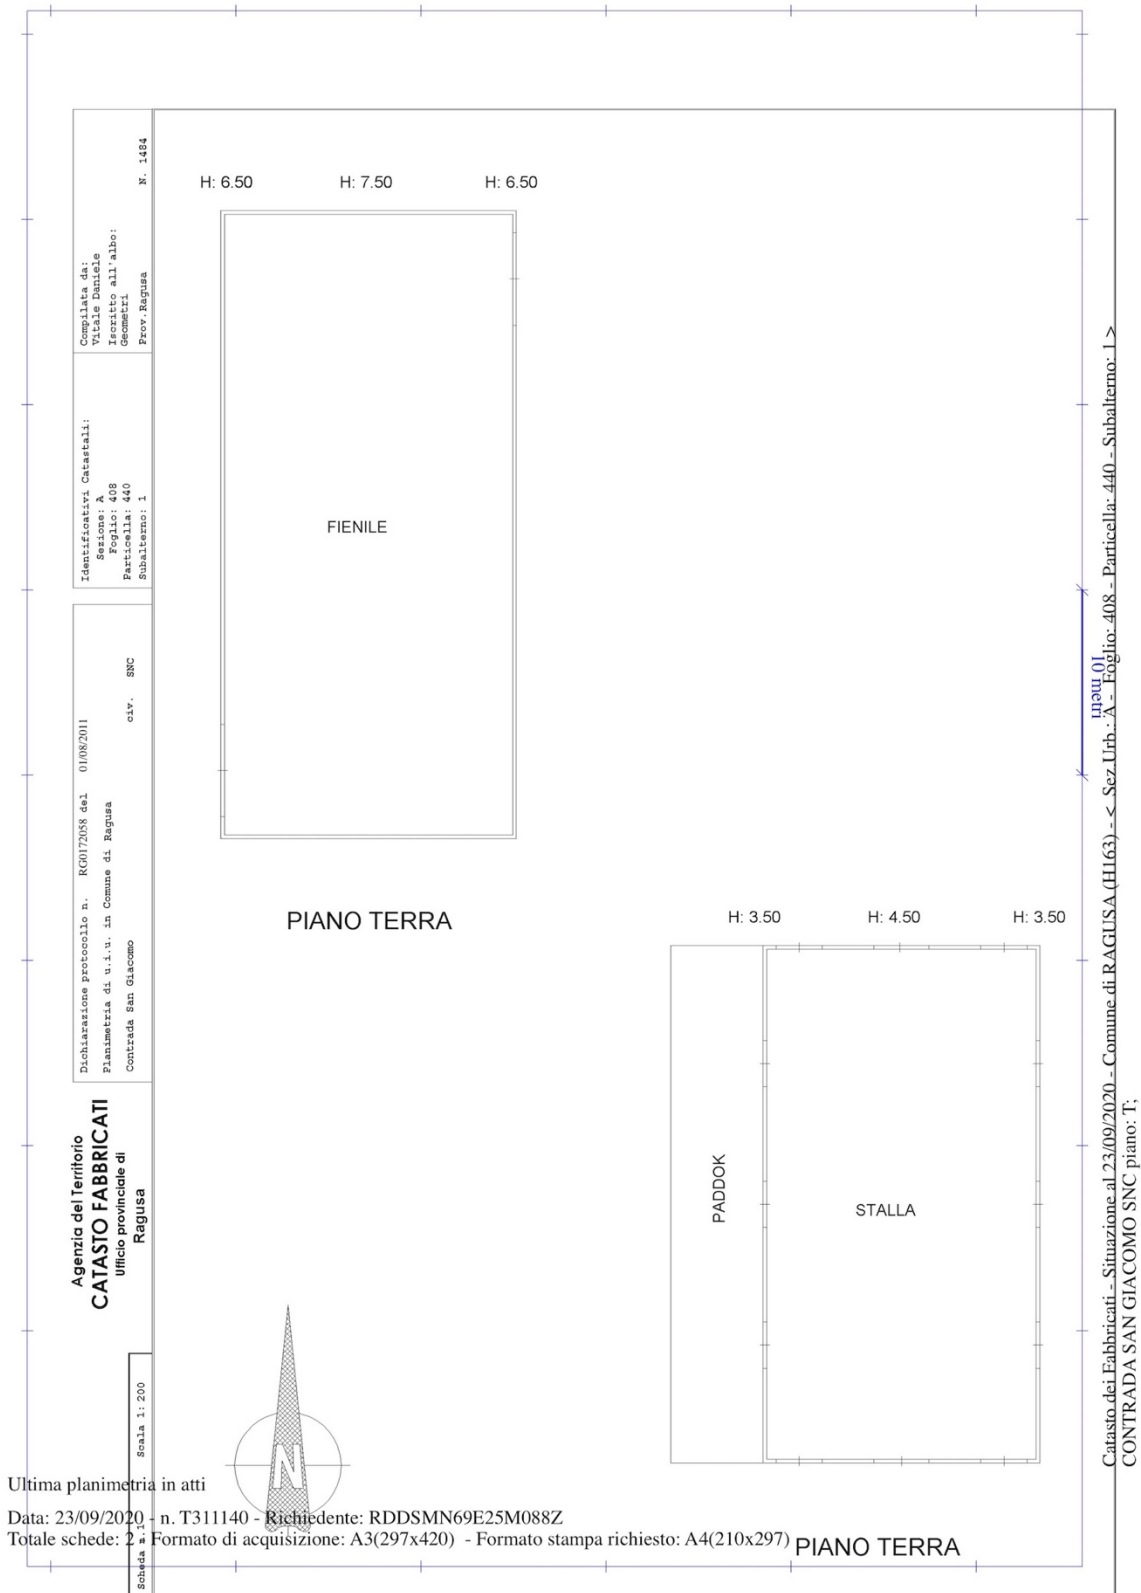 H: 6.50 H: 7.50 H: 6.50
FIENILE
PIANO TERRA
H: 3.50 H: 4.50 H: 3.50
PADDOK
STALLA
PIANO TERRA
Compilata da:
Vitale Daniele
Iscritto all'albo:
Geometri
Prov. Ragusa N. 1484
Identificativi Catastali:
Sezione: A
Foglio: 408
Particella: 440
Subalterno: 1
Dichiarazione protocollo n. RG0172058 del 01/08/2011
Planimetria di u.i.u. in Comune di Ragusa
Contrada San Giacomo civ. SNC
Agenzia del Territorio
CATASTO FABBRICATI
Ufficio provinciale di
Ragusa
Scheda n. 1 Scala 1: 200
N
10 metri
Catasto dei Fabbricati - Situazione al 23/09/2020 - Comune di RAGUSA (H163) - < Sez.Urb.: A - Foglio: 408 - Particella: 440 - Subalterno: 1 >
CONTRADA SAN GIACOMO SNC piano: T;
Ultima planimetria in atti
Data: 23/09/2020 - n. T311140 - Richiedente: RDDSMN69E25M088Z
Totale schede: 2 - Formato di acquisizione: A3(297x420) - Formato stampa richiesto: A4(210x297)